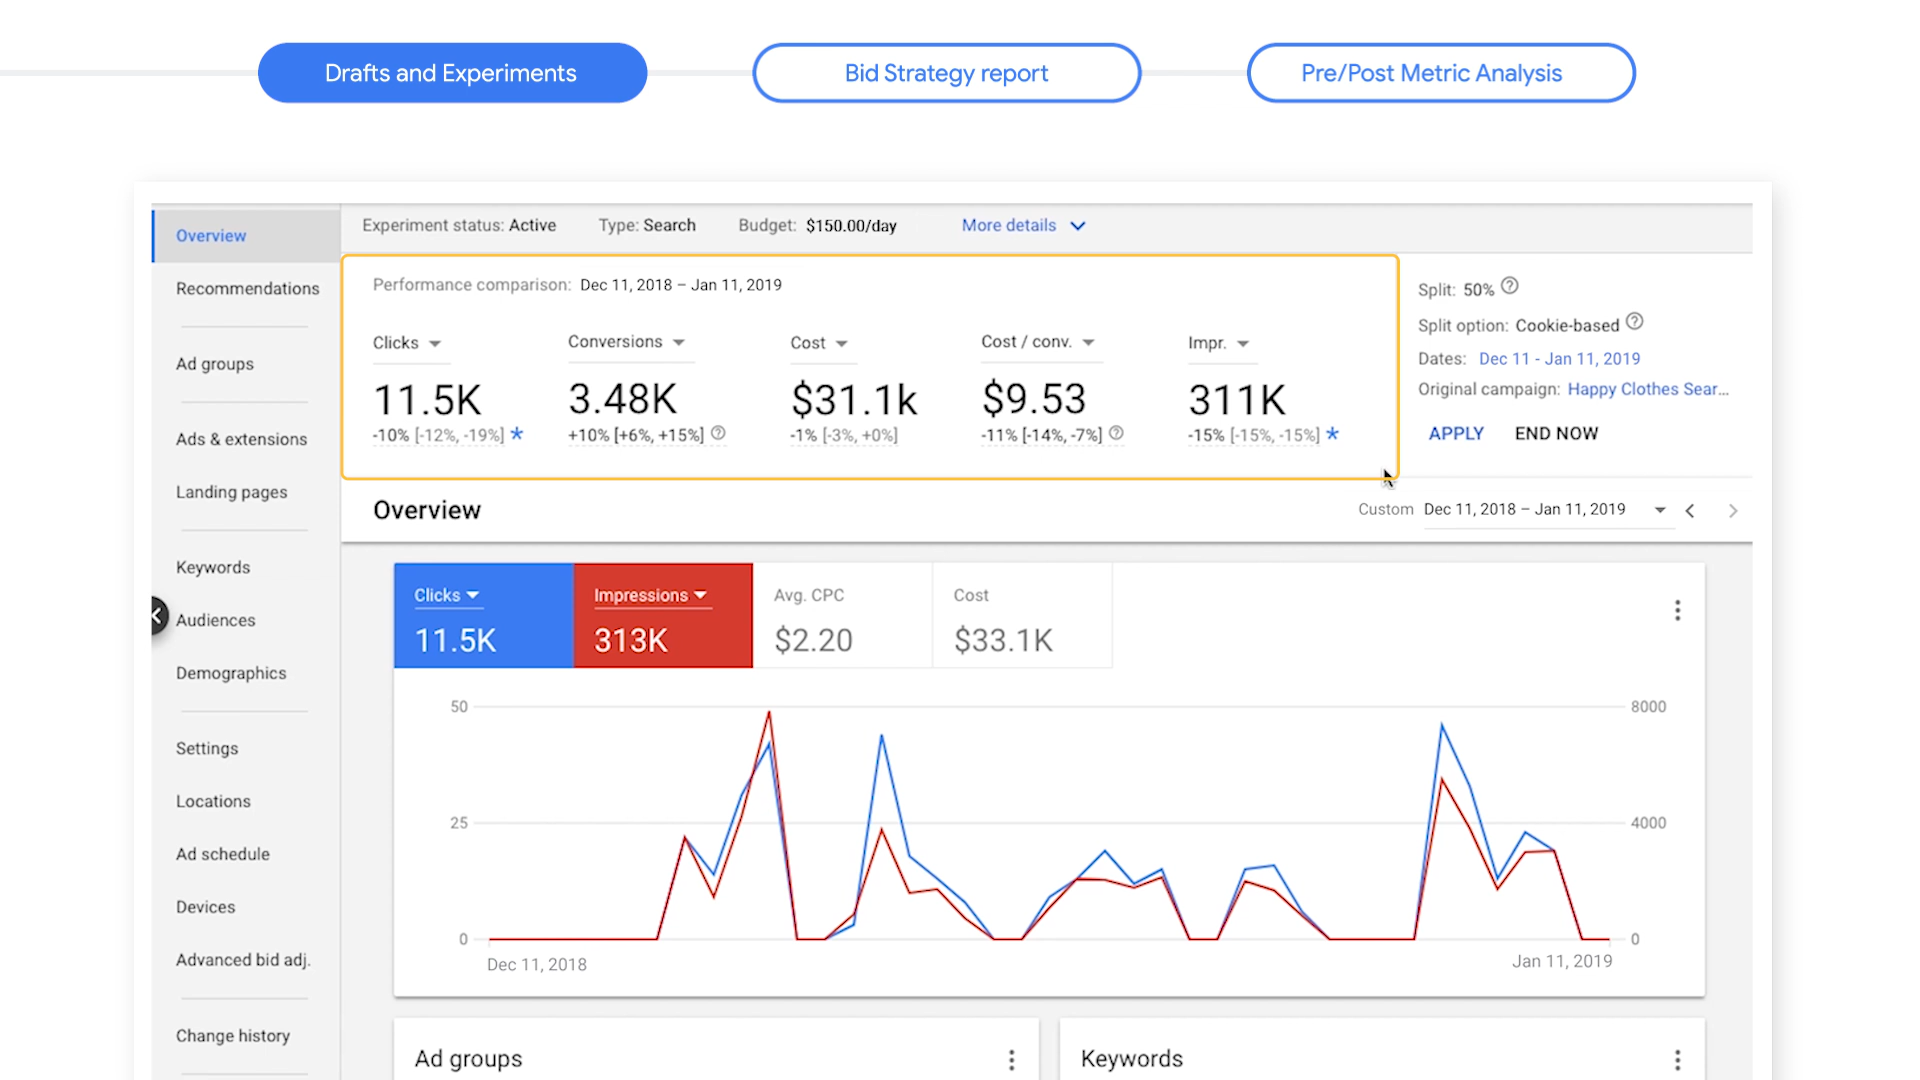 Drafts and Experiments
Bid Strategy report
Pre/Post Metric Analysis
Overview
Recommendations
Ad groups
Ads & extensions
Landing pages
Keywords
Audiences
Demographics
Settings
Locations
Ad schedule
Devices
Advanced bid adj.
Change history
Experiment status: Active
Type: Search
Budget: $150.00/day
More details
Performance comparison: Dec 11, 2018 – Jan 11, 2019
Clicks
11.5K
-10% [-12%, -19%] *
Conversions
3.48K
+10% [+6%, +15%] ?
Cost
$31.1k
-1% [-3%, +0%]
Cost / conv.
$9.53
-11% [-14%, -7%] ?
Impr.
311K
-15% [-15%, -15%] *
Split: 50% ?
Split option: Cookie-based ?
Dates: Dec 11 - Jan 11, 2019
Original campaign: Happy Clothes Sear...
APPLY
END NOW
Overview
Custom Dec 11, 2018 – Jan 11, 2019
Clicks
11.5K
Impressions
313K
Avg. CPC
$2.20
Cost
$33.1K
50
25
0
8000
4000
0
Dec 11, 2018
Jan 11, 2019
Ad groups
Keywords